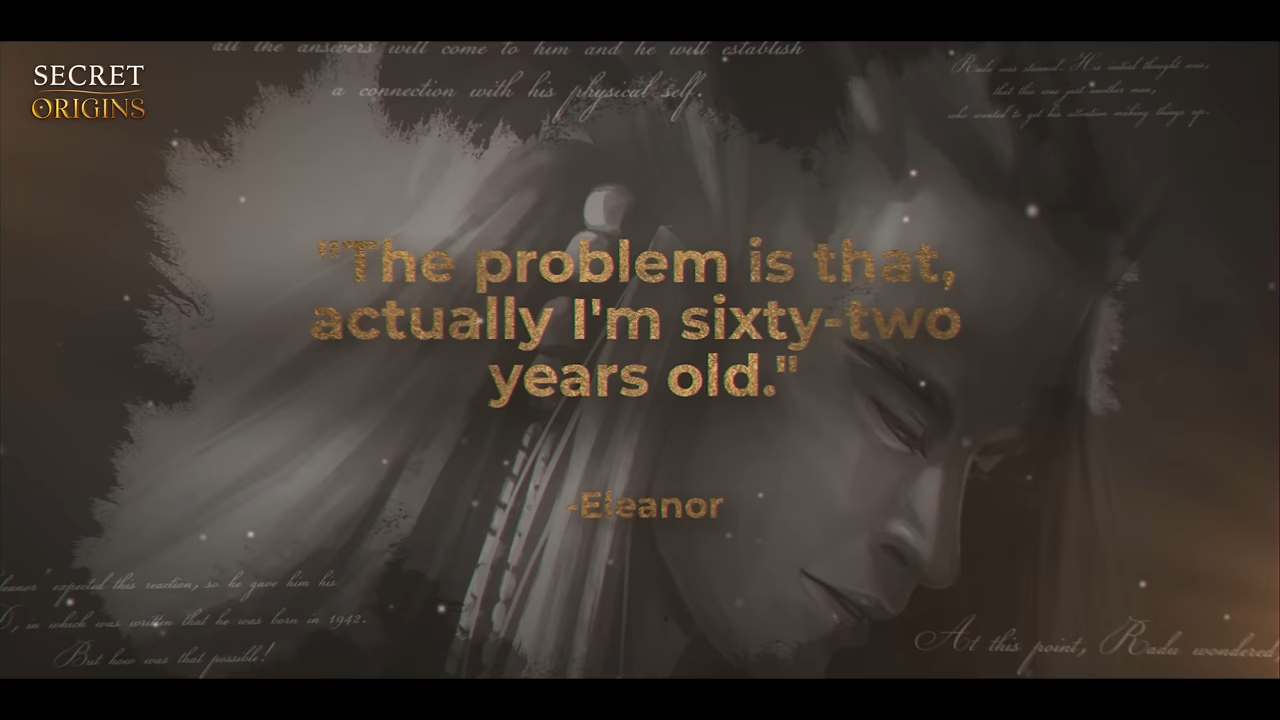 all the answers will come to him and he will establish
a connection with his physical self.
SECRET
ORIGINS
Radu was stunned. His initial thought was,
that this was just another man,
who wanted to get his attention making things up.
"The problem is that,
actually I'm sixty-two
years old."
-Eleanor
Eleanor" expected this reaction, so he gave him his
, in which was written that he was born in 1942.
But how was that possible!
At this point, Radu wondered,